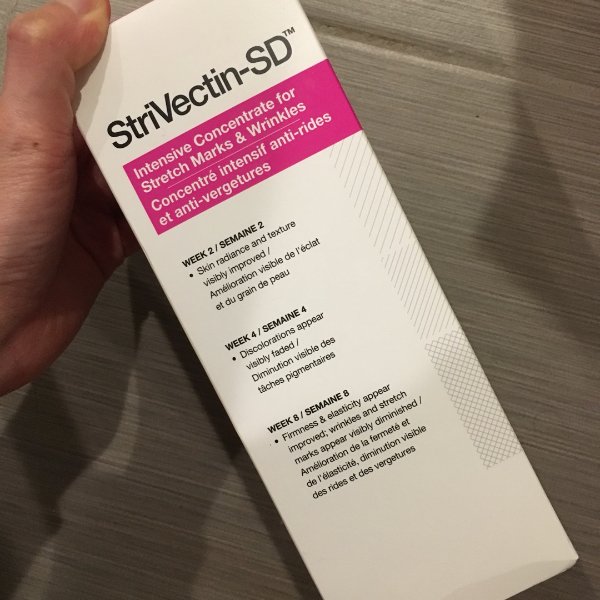 StriVectin-SD™
Intensive Concentrate for
Stretch Marks & Wrinkles
Concentré intensif anti-rides
et anti-vergetures
WEEK 2 / SEMAINE 2
• Skin radiance and texture
visibly improved /
Amélioration visible de l'éclat
et du grain de peau
WEEK 4 / SEMAINE 4
• Discolorations appear
visibly faded /
Diminution visible des
tâches pigmentaires
WEEK 8 / SEMAINE 8
• Firmness & elasticity appear
improved; wrinkles and stretch
marks appear visibly diminished /
Amélioration de la fermeté et
de l'élasticité, diminution visible
des rides et des vergetures